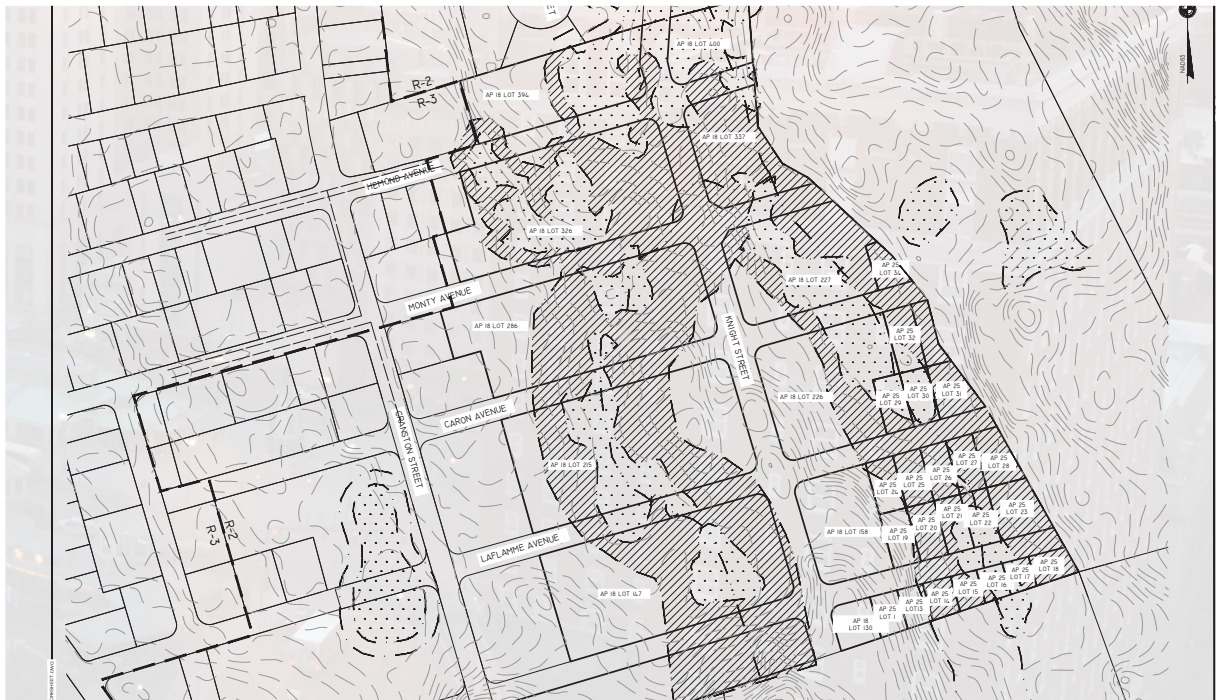 ET
NAD83
AP 18 LOT 400
R-2
R-3
AP 18 LOT 394
AP 18 LOT 337
HEMOND AVENUE
AP 18 LOT 326
AP 25
LOT 34
AP 18 LOT 227
MONTY AVENUE
AP 18 LOT 286
KNIGHT STREET
AP 25
LOT 32
AP 25
LOT 31
AP 25
LOT 30
AP 25
LOT 29
AP 18 LOT 226
CARON AVENUE
CRANSTON STREET
AP 18 LOT 215
AP 25
LOT 27
AP 25
LOT 28
AP 25
LOT 26
AP 25
LOT 25
AP 25
LOT 24
AP 25
LOT 23
AP 25
LOT 22
AP 25
LOT 21
AP 25
LOT 20
AP 25
LOT 19
AP 18 LOT 158
R-2
R-3
LAFLAMME AVENUE
AP 25
LOT 18
AP 25
LOT 17
AP 25
LOT 16
AP 25
LOT 15
AP 25
LOT 14
AP 25
LOT13
AP 25
LOT 1
AP 18
LOT 130
AP 18 LOT 147